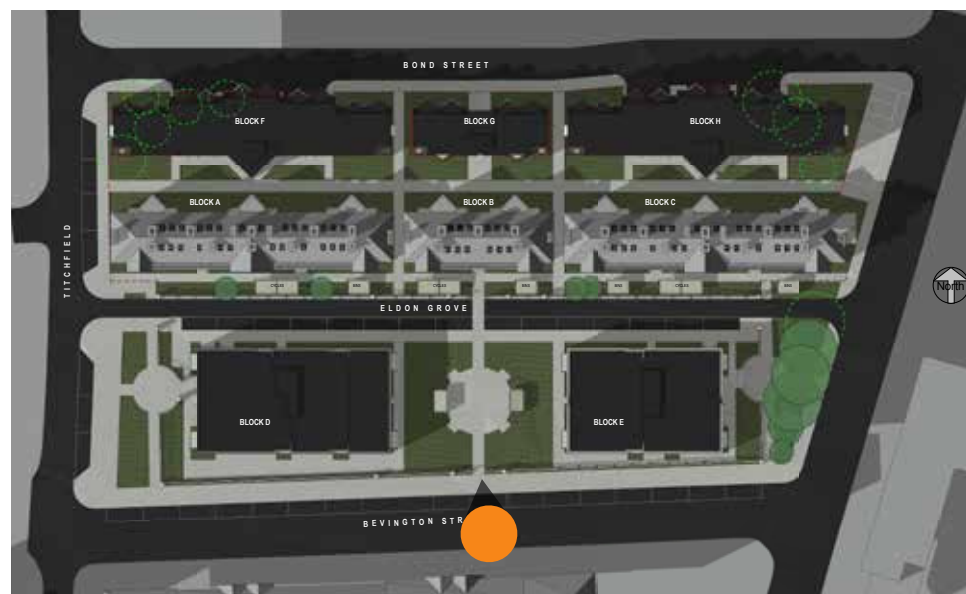 BOND STREET
BLOCK F
BLOCK G
BLOCK H
BLOCK A
BLOCK B
BLOCK C
TITCHFIELD
CYCLES
BINS
CYCLES
BINS
BINS
CYCLES
BINS
North
ELDON GROVE
BLOCK D
BLOCK E
BEVINGTON STR